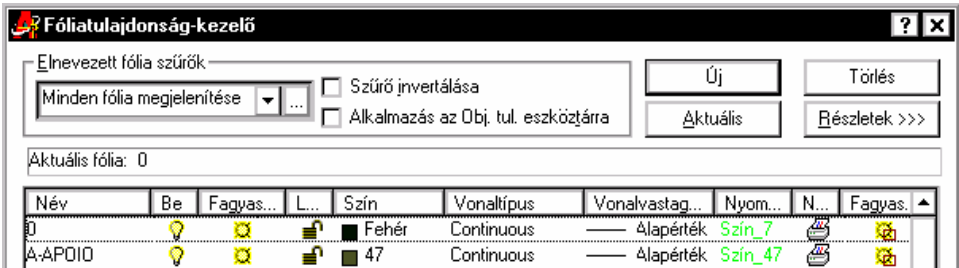 Fóliatulajdonság-kezelő
Elnevezett fólia szűrők
Minden fólia megjelenítése ...
Szűrő invertálása
Alkalmazás az Obj. tul. eszköztárra
Új Törlés
Aktuális Részletek >>>
Aktuális fólia: 0
Név Be Fagyas... L... Szín Vonaltípus Vonalvastag... Nyom... N... Fagyas.
0 Fehér Continuous Alapérték Szín_7
A-APOIO 47 Continuous Alapérték Szín_47